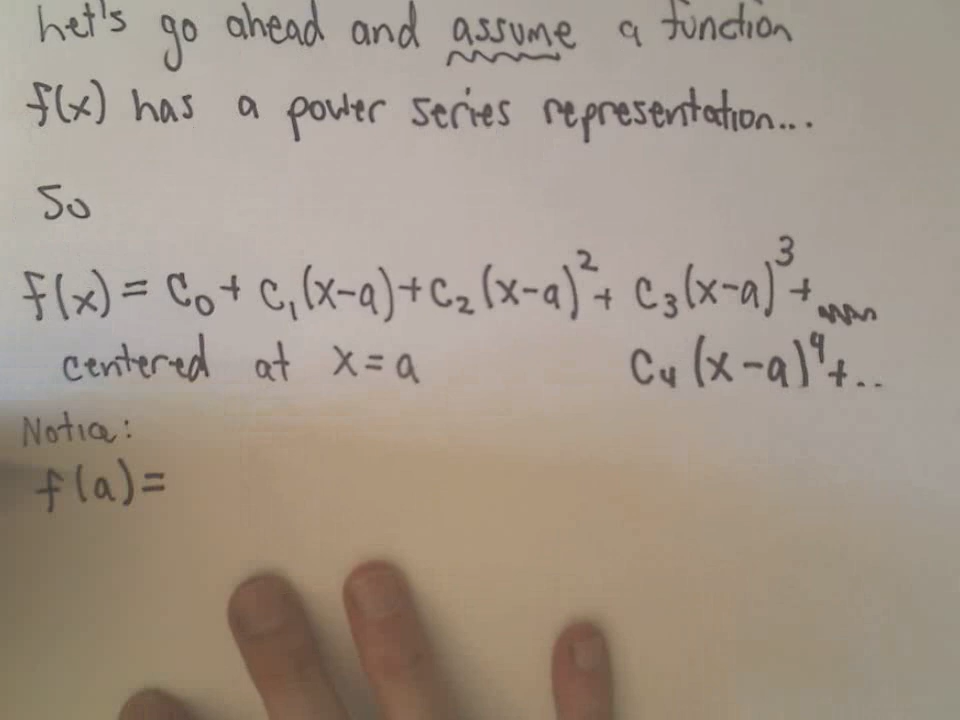 Let's go ahead and assume a function
f(x) has a power series representation...
So
f(x) = c₀ + c₁(x-a) + c₂(x-a)² + c₃(x-a)³ +
centered at x = a c₄(x-a)⁴ + ..
Notice:
f(a) =